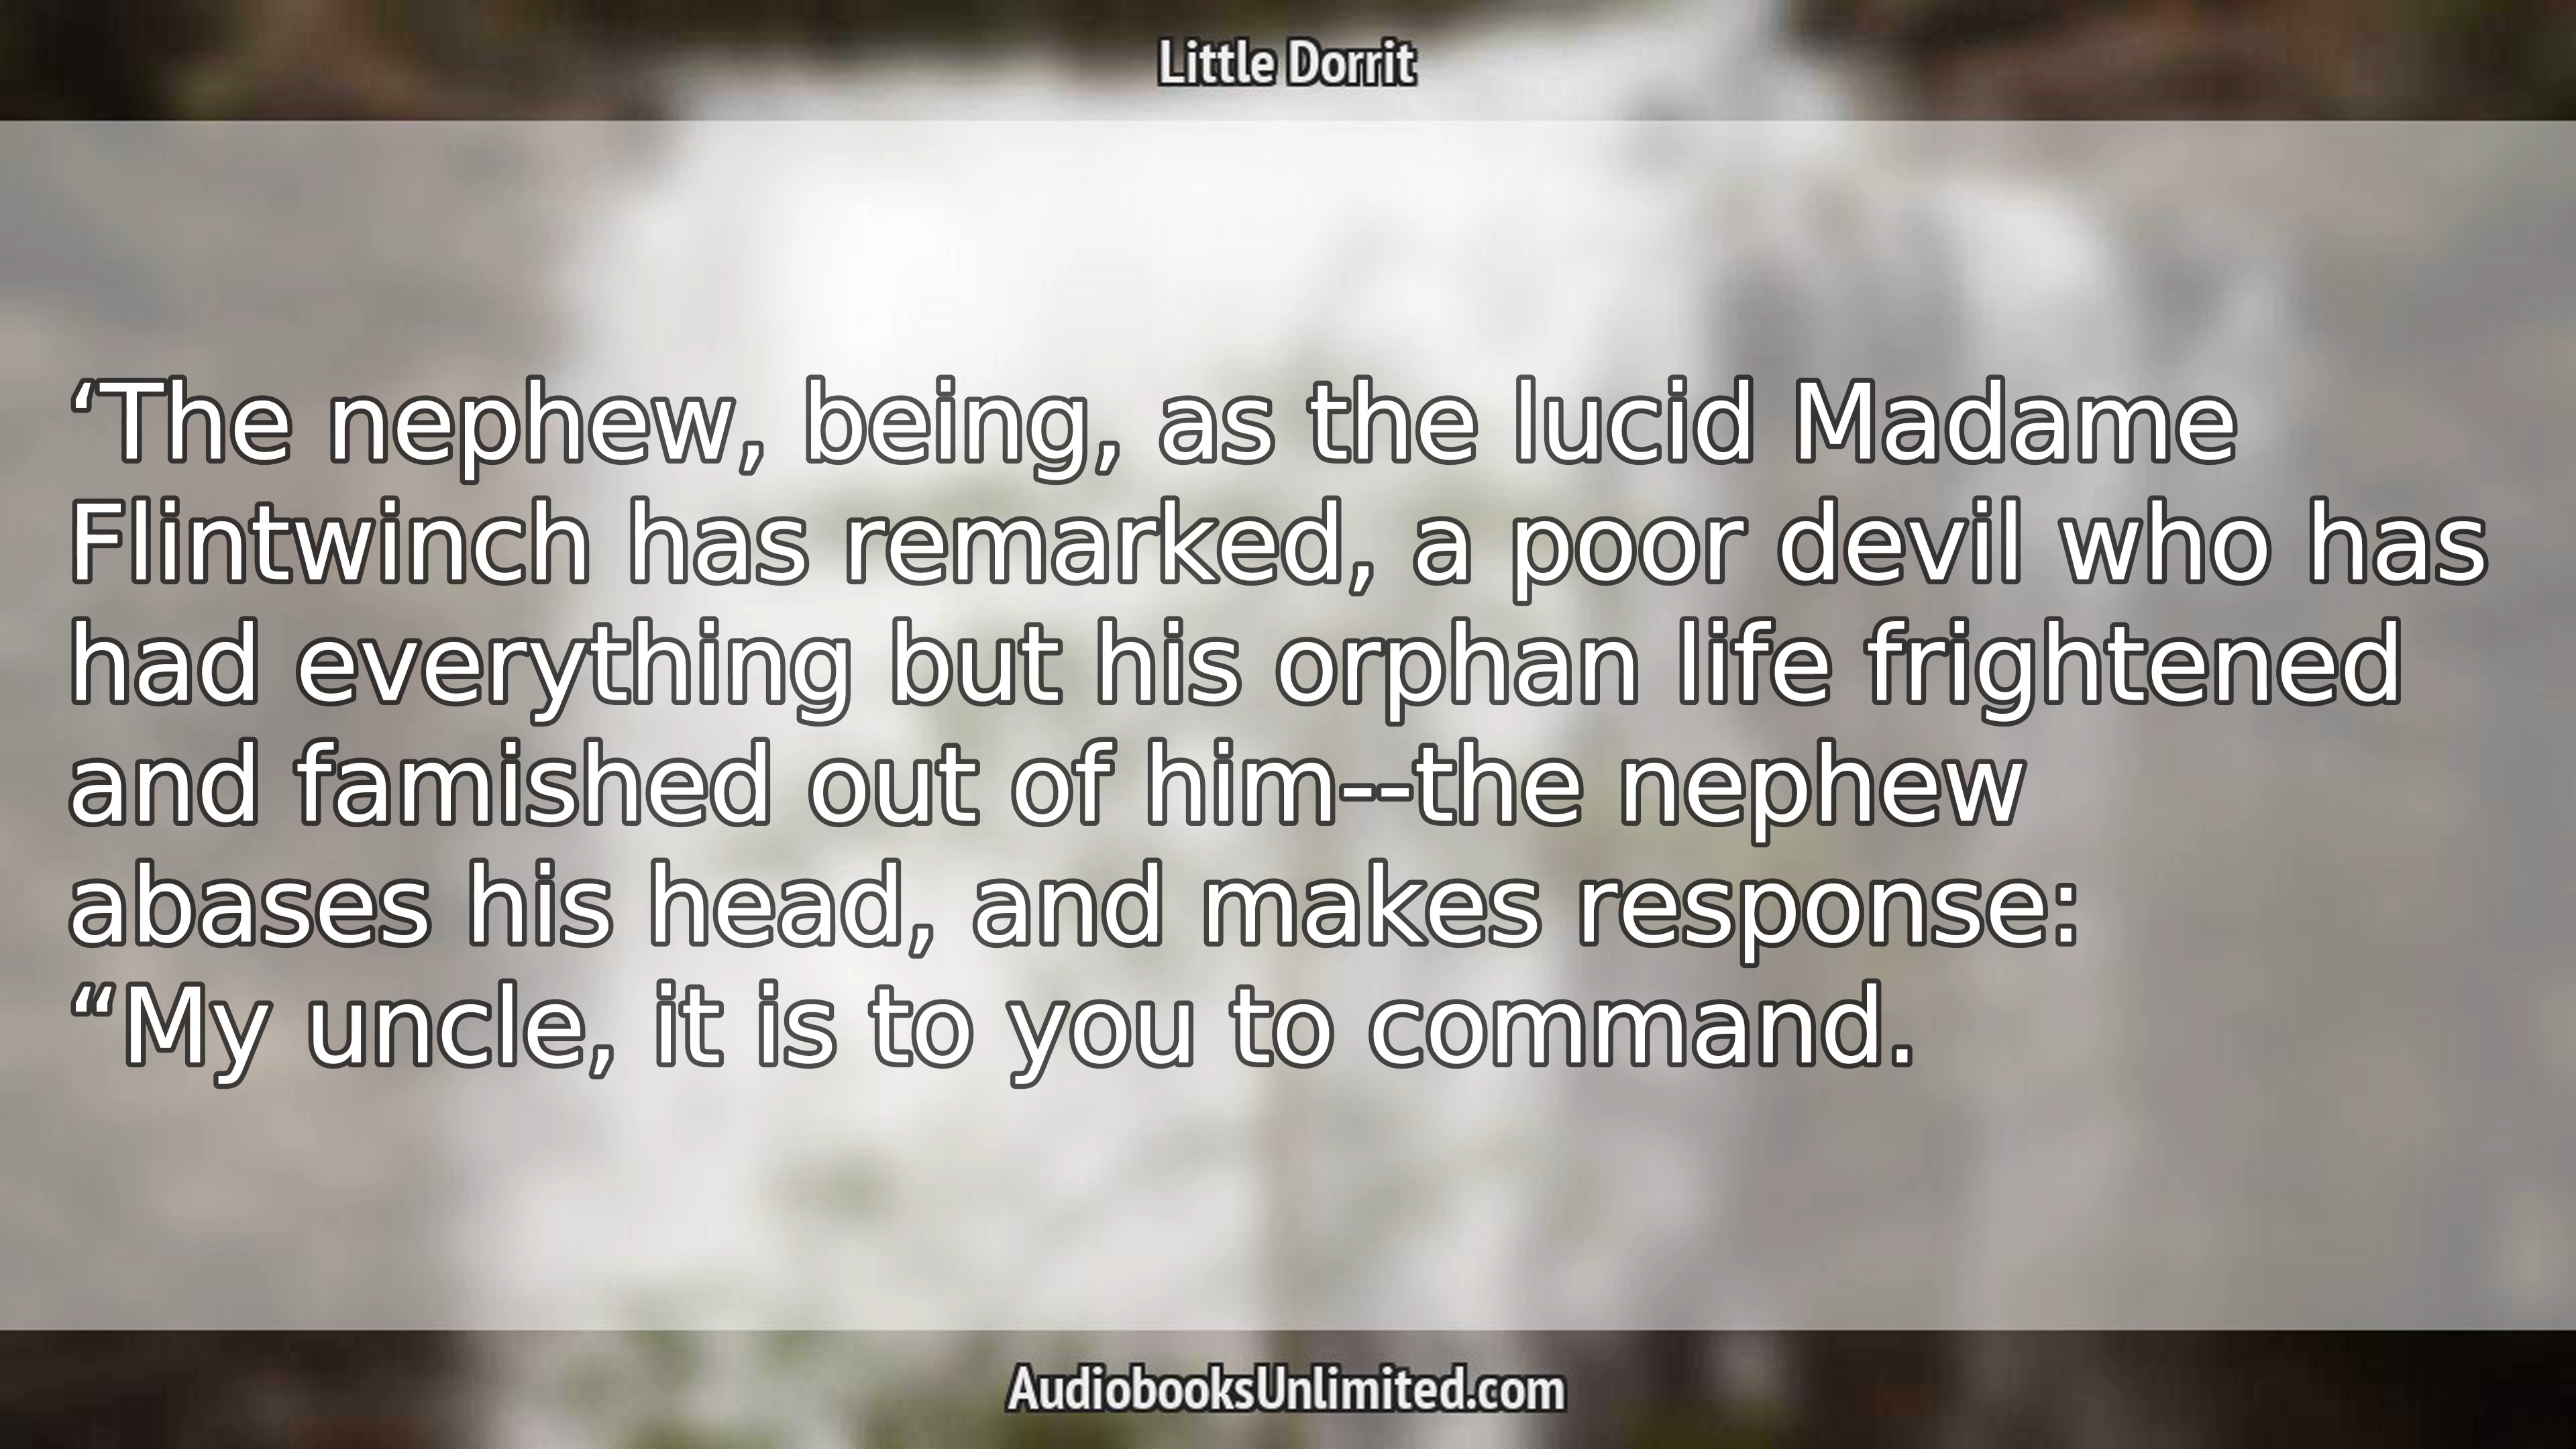 Little Dorrit
‘The nephew, being, as the lucid Madame
Flintwinch has remarked, a poor devil who has
had everything but his orphan life frightened
and famished out of him--the nephew
abases his head, and makes response:
“My uncle, it is to you to command.
AudiobooksUnlimited.com